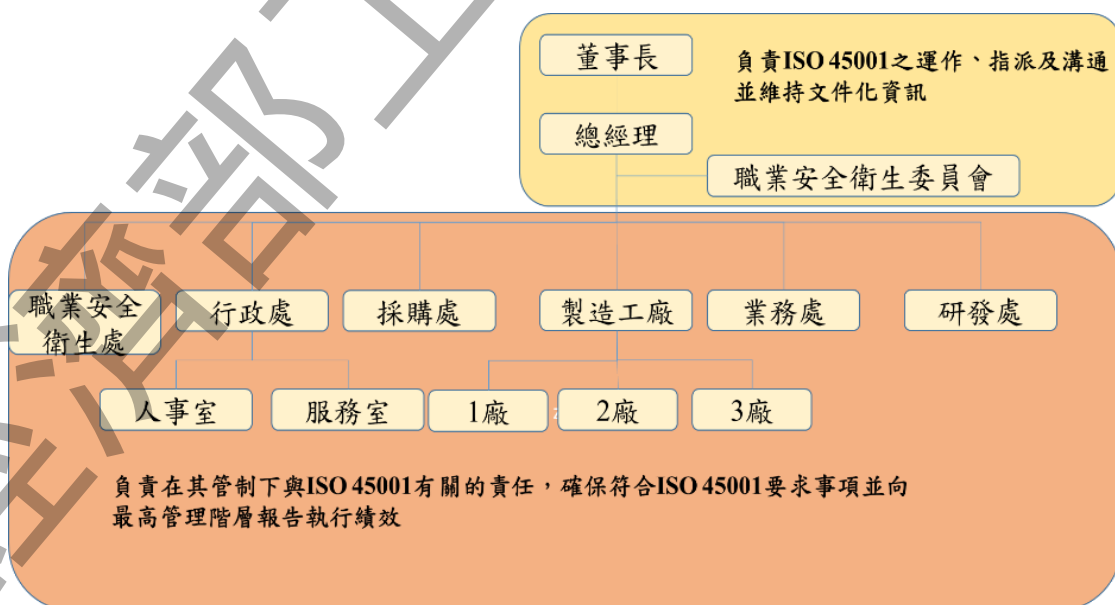 董事長
負責ISO 45001之運作、指派及溝通
並維持文件化資訊
總經理
職業安全衛生委員會
職業安全
衛生處
行政處
採購處
製造工廠
業務處
研發處
人事室
服務室
1廠
2廠
3廠
負責在其管制下與ISO 45001有關的責任，確保符合ISO 45001要求事項並向
最高管理階層報告執行績效
濟部工